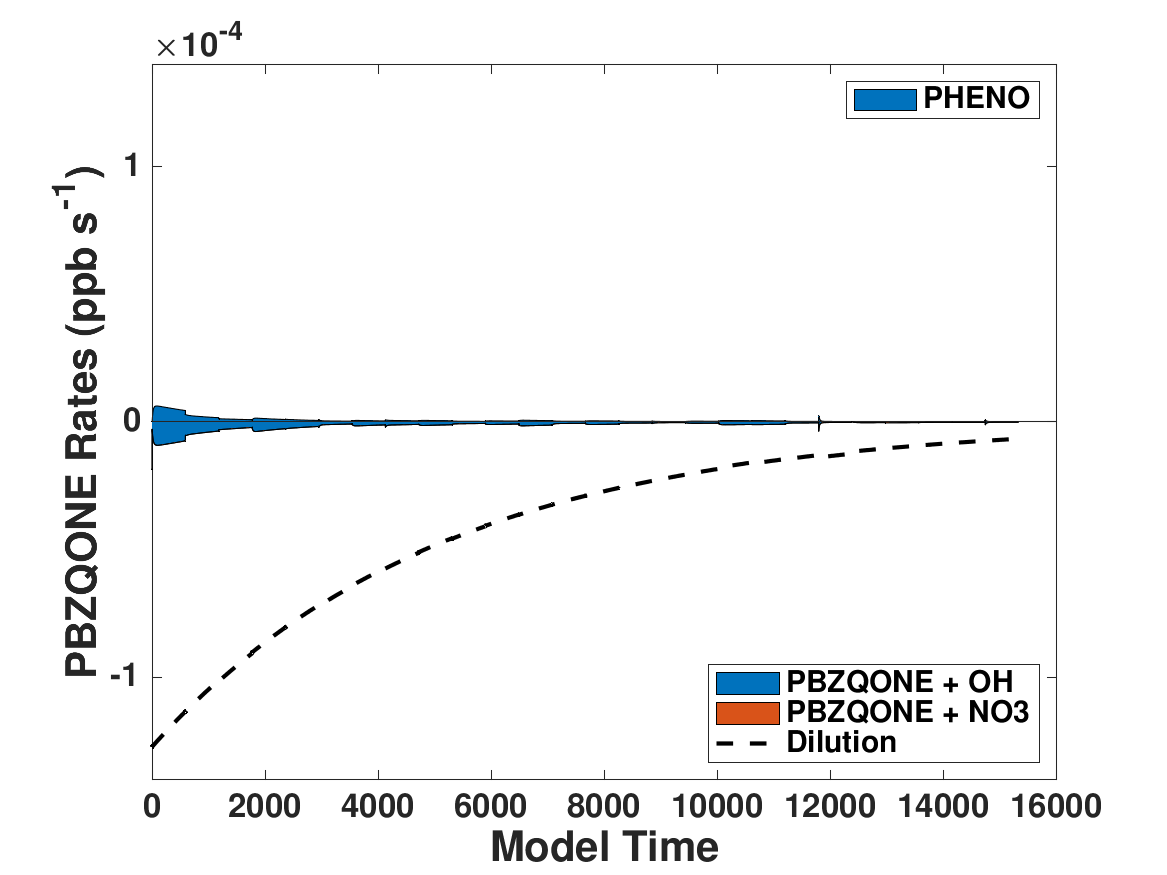 ×10-4
PHENO
1
0
-1
PBZQONE Rates (ppb s-1)
PBZQONE + OH
PBZQONE + NO3
Dilution
0 2000 4000 6000 8000 10000 12000 14000 16000
Model Time